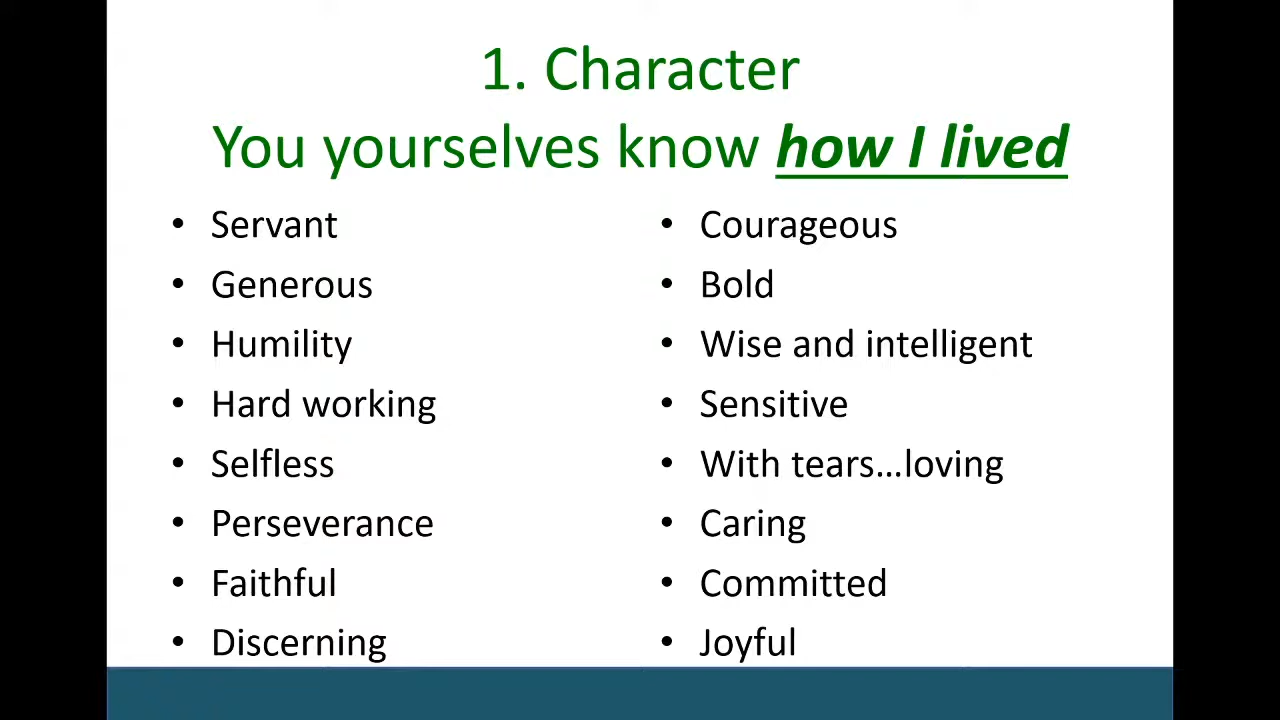 1. Character
You yourselves know how I lived
• Servant
• Generous
• Humility
• Hard working
• Selfless
• Perseverance
• Faithful
• Discerning
• Courageous
• Bold
• Wise and intelligent
• Sensitive
• With tears…loving
• Caring
• Committed
• Joyful